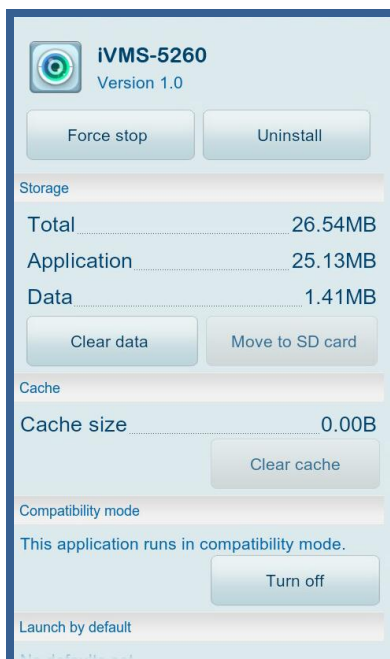 iVMS-5260
Version 1.0
Force stop Uninstall
Storage
Total 26.54MB
Application 25.13MB
Data 1.41MB
Clear data Move to SD card
Cache
Cache size 0.00B
Clear cache
Compatibility mode
This application runs in compatibility mode.
Turn off
Launch by default